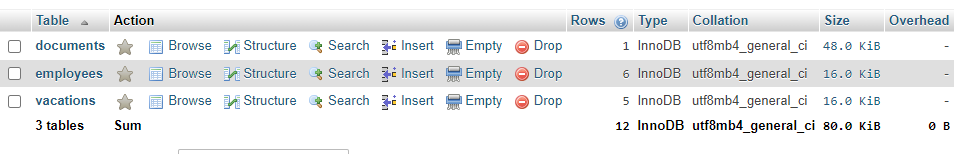 Table Action Rows Type Collation Size Overhead
documents Browse Structure Search Insert Empty Drop 1 InnoDB utf8mb4_general_ci 48.0 KiB -
employees Browse Structure Search Insert Empty Drop 6 InnoDB utf8mb4_general_ci 16.0 KiB -
vacations Browse Structure Search Insert Empty Drop 5 InnoDB utf8mb4_general_ci 16.0 KiB -
3 tables Sum 12 InnoDB utf8mb4_general_ci 80.0 KiB 0 B